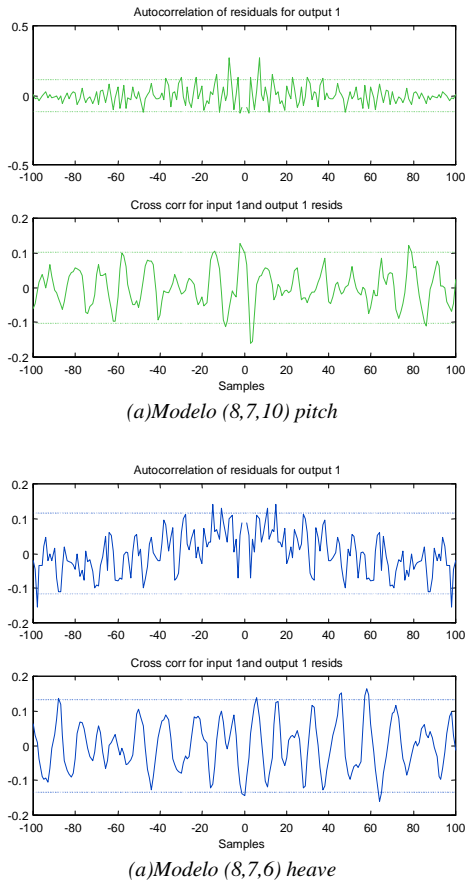 Autocorrelation of residuals for output 1
0.5
0
-0.5
-100 -80 -60 -40 -20 0 20 40 60 80 100
Cross corr for input 1and output 1 resids
0.2
0.1
0
-0.1
-0.2
-100 -80 -60 -40 -20 0 20 40 60 80 100
Samples
(a)Modelo (8,7,10) pitch
Autocorrelation of residuals for output 1
0.2
0.1
0
-0.1
-0.2
-100 -80 -60 -40 -20 0 20 40 60 80 100
Cross corr for input 1and output 1 resids
0.2
0.1
0
-0.1
-0.2
-100 -80 -60 -40 -20 0 20 40 60 80 100
Samples
(a)Modelo (8,7,6) heave